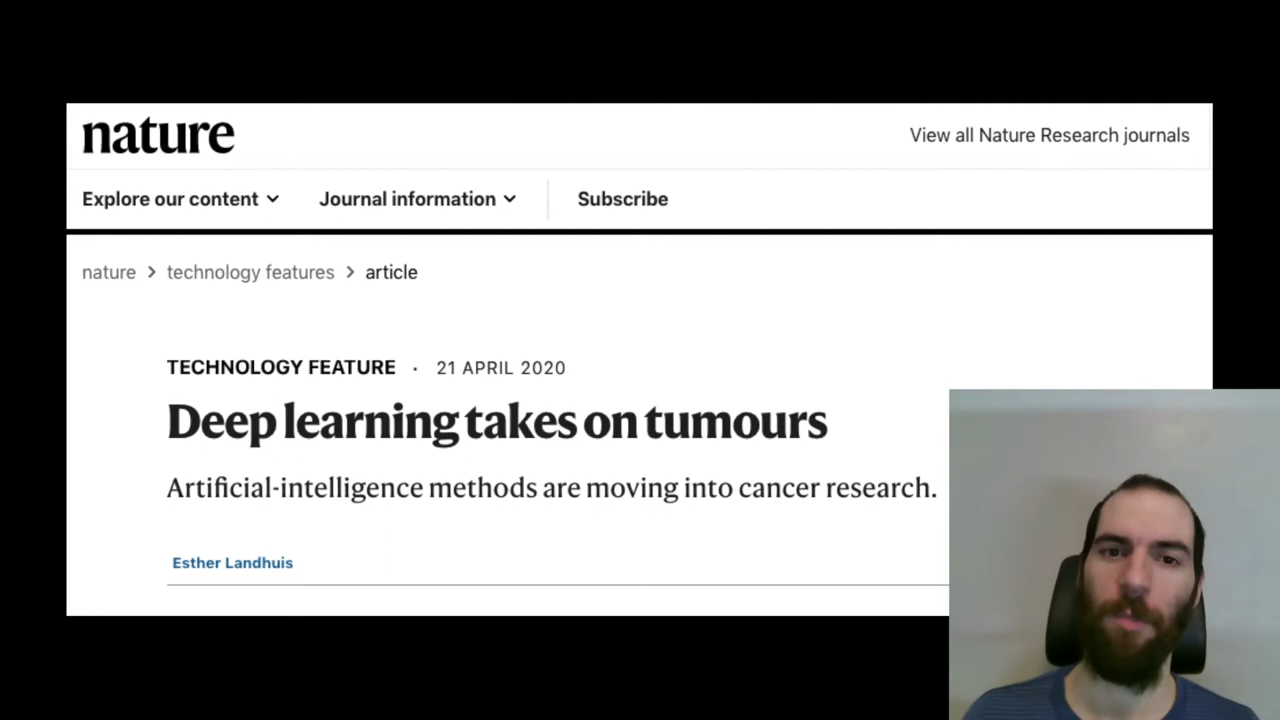 nature
View all Nature Research journals
Explore our content
Journal information
Subscribe
nature > technology features > article
TECHNOLOGY FEATURE · 21 APRIL 2020
Deep learning takes on tumours
Artificial-intelligence methods are moving into cancer research.
Esther Landhuis